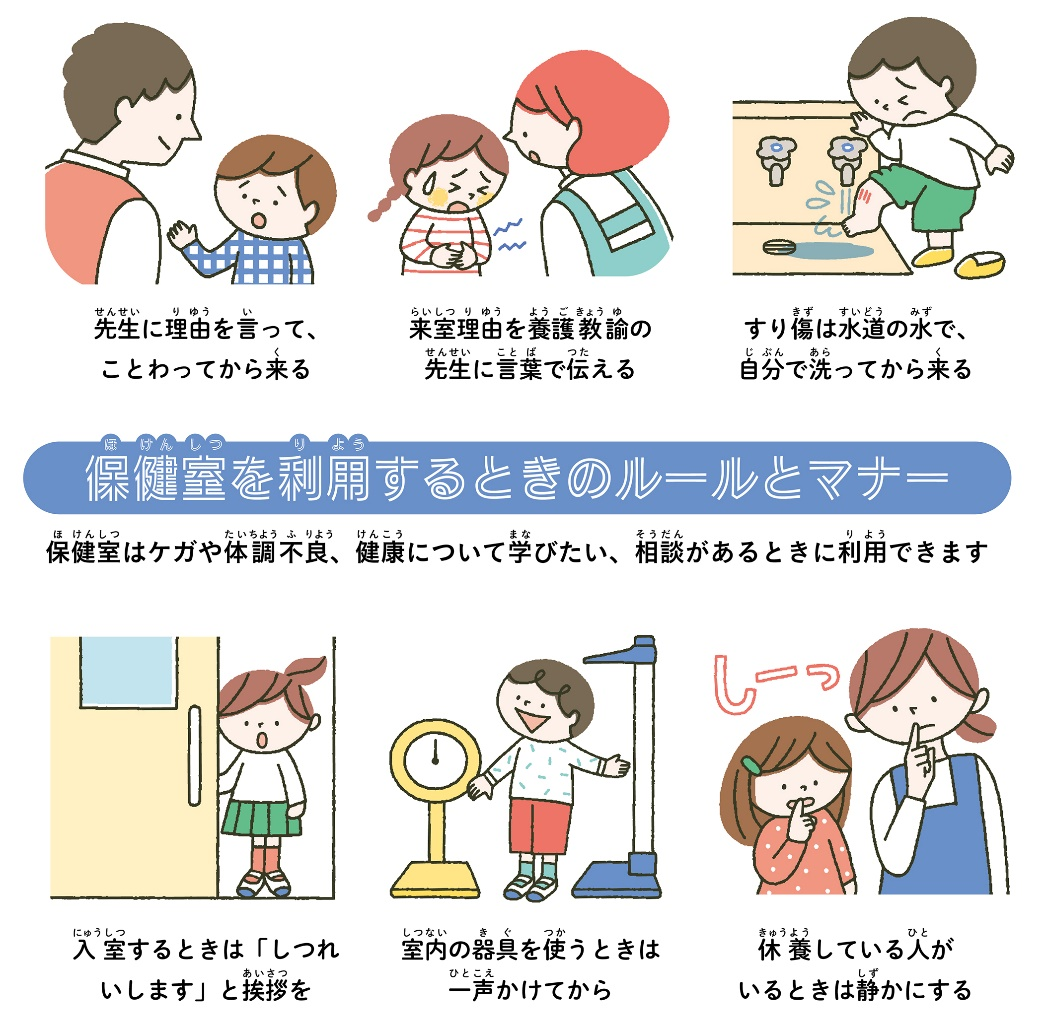 先生に理由を言って、
ことわってから来る
来室理由を養護教諭の
先生に言葉で伝える
すり傷は水道の水で、
自分で洗ってから来る
保健室を利用するときのルールとマナー
保健室はケガや体調不良、健康について学びたい、相談があるときに利用できます
しーっ
入室するときは「しつれ
いします」と挨拶を
室内の器具を使うときは
一声かけてから
休養している人が
いるときは静かにする